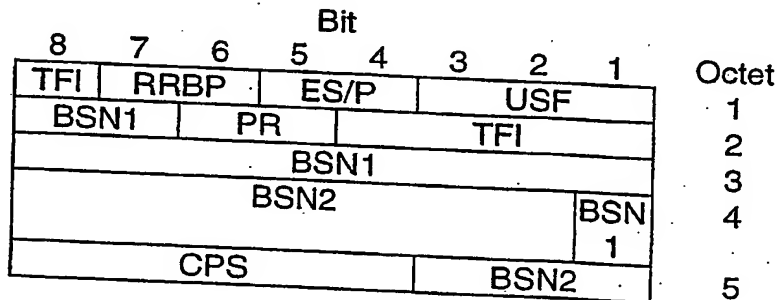 Bit
8 7 6 5 4 3 2 1 Octet
TFI RRBP ES/P USF 1
BSN1 PR TFI 2
BSN1 3
BSN2 BSN 4
1
CPS BSN2 5